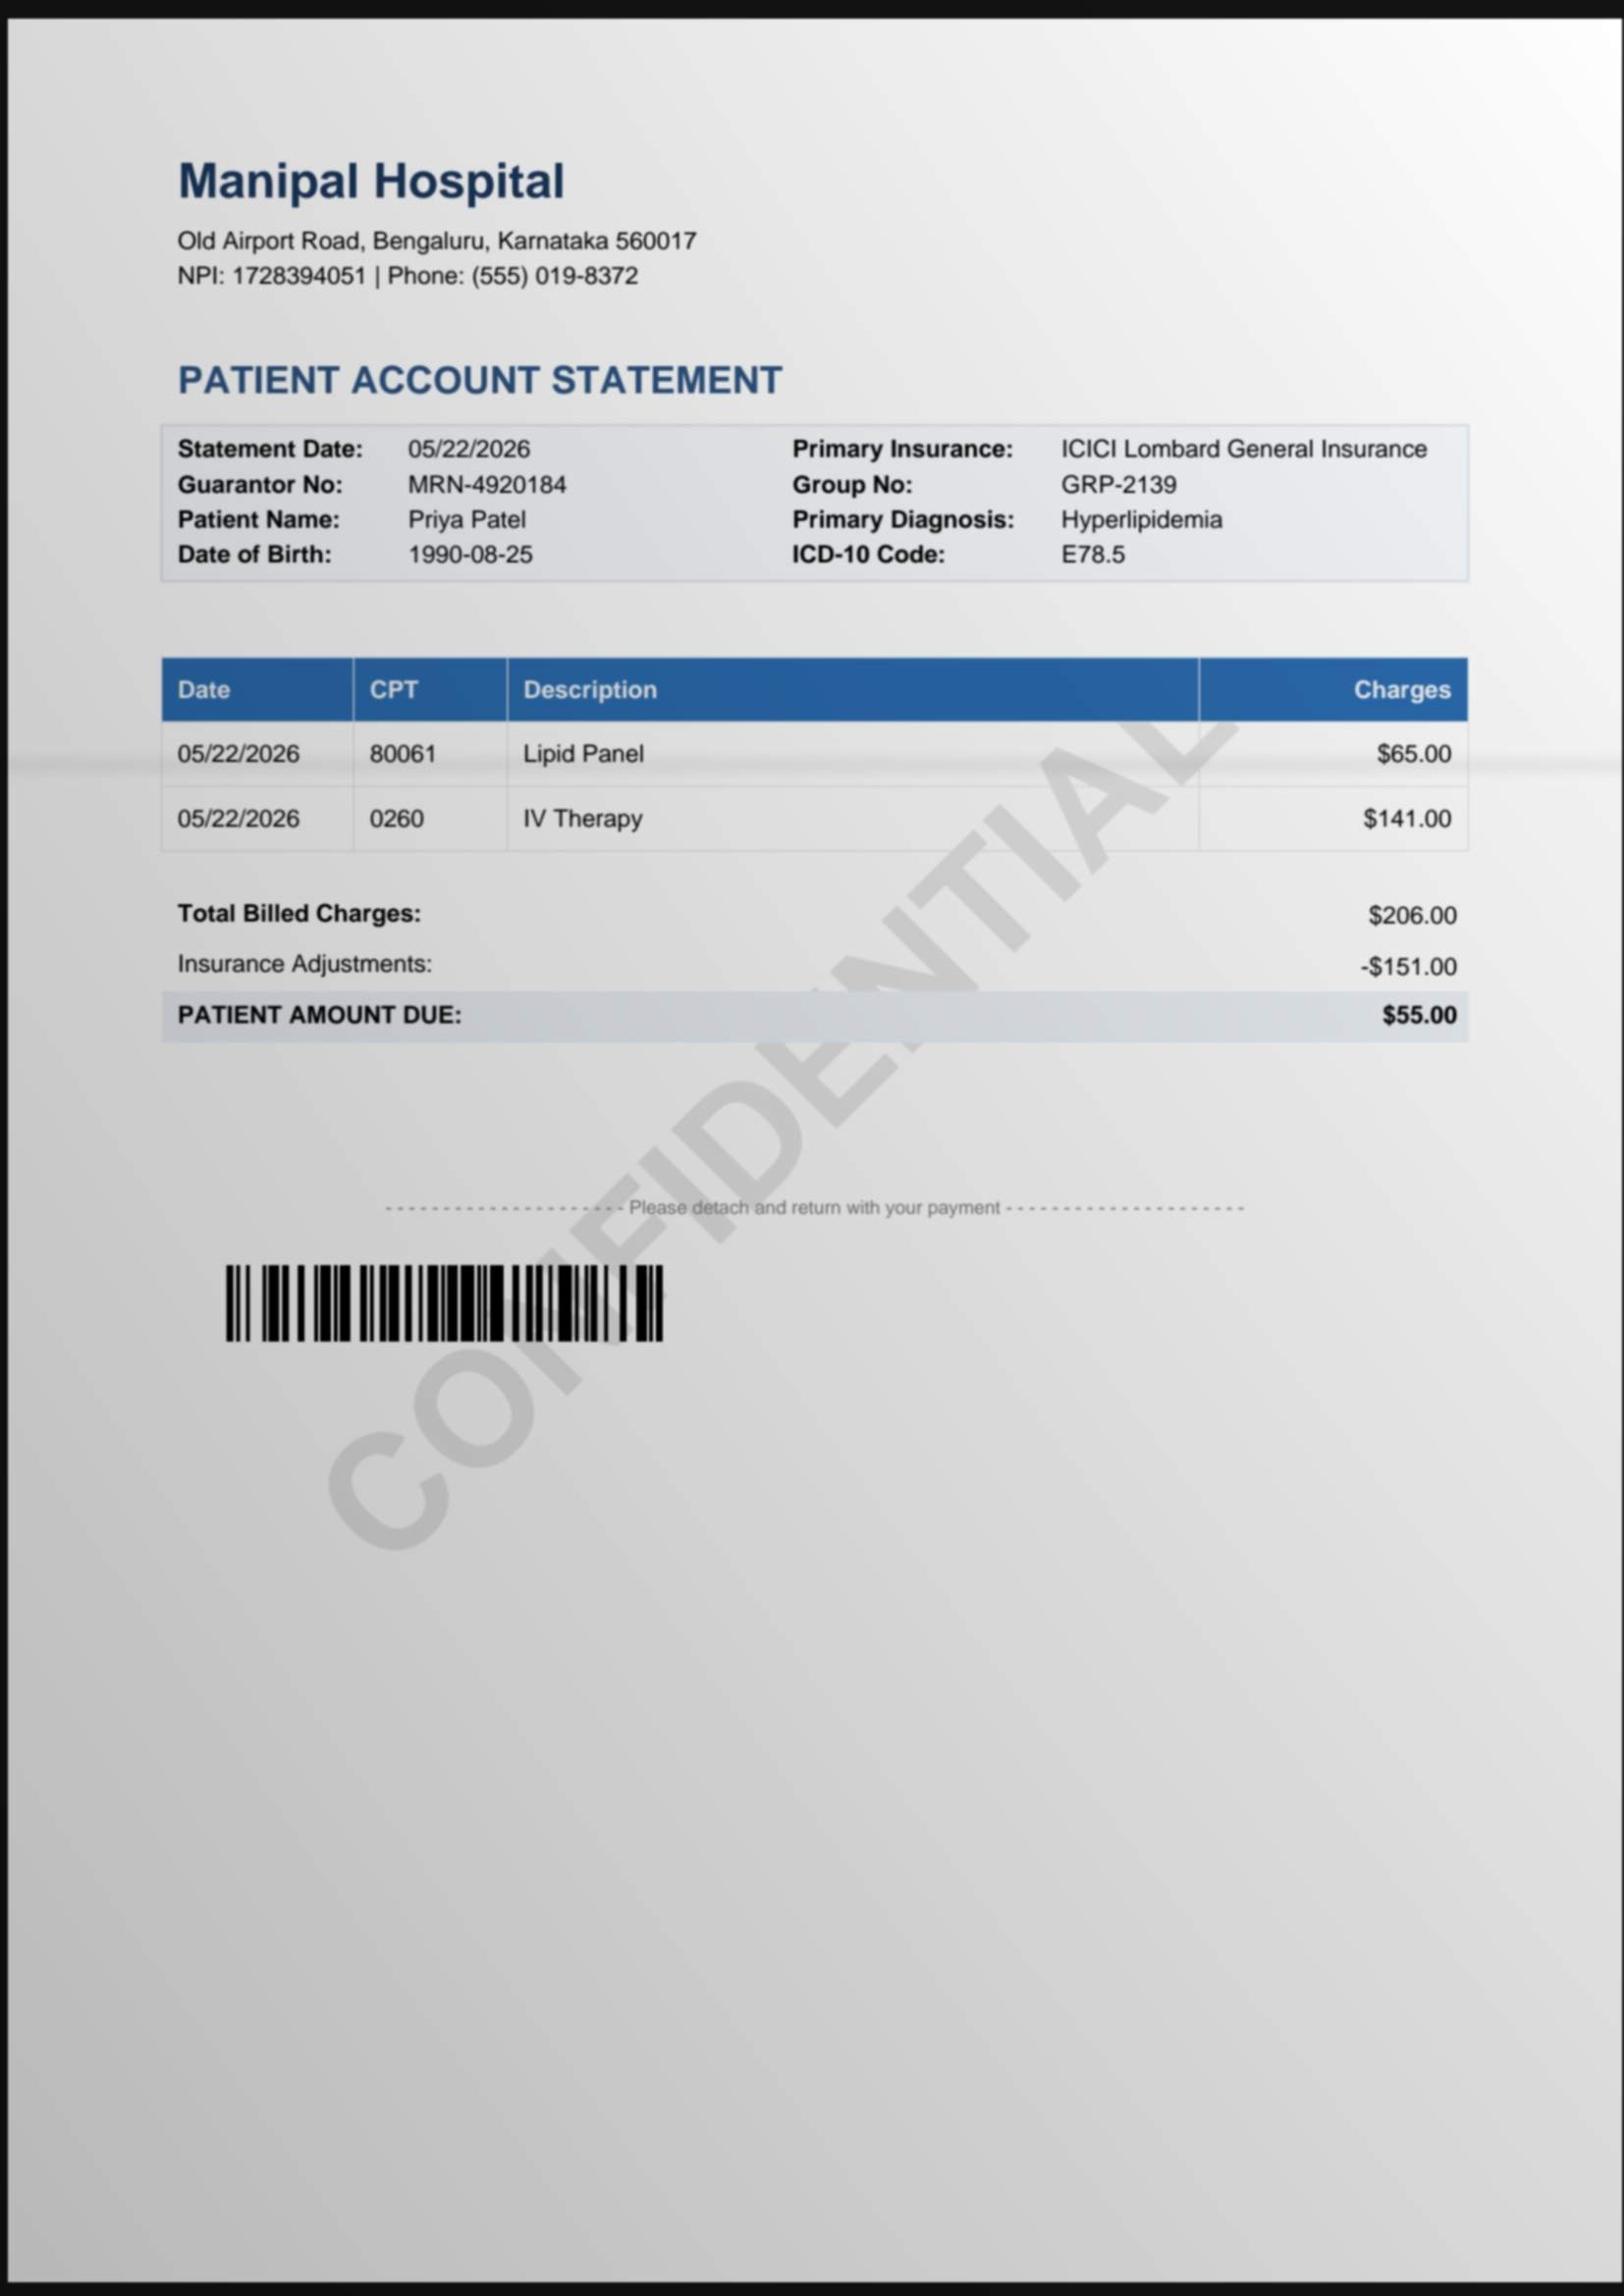 Manipal Hospital
Old Airport Road, Bengaluru, Karnataka 560017
NPI: 1728394051 | Phone: (555) 019-8372
PATIENT ACCOUNT STATEMENT
Statement Date: 05/22/2026 Primary Insurance: ICICI Lombard General Insurance
Guarantor No: MRN-4920184 Group No: GRP-2139
Patient Name: Priya Patel Primary Diagnosis: Hyperlipidemia
Date of Birth: 1990-08-25 ICD-10 Code: E78.5
Date CPT Description Charges
05/22/2026 80061 Lipid Panel $65.00
05/22/2026 0260 IV Therapy $141.00
Total Billed Charges: $206.00
Insurance Adjustments: -$151.00
PATIENT AMOUNT DUE: $55.00
- - - - - - - - - - - - - - - - - - - - - Please detach and return with your payment - - - - - - - - - - - - - - - - - - - - -
CONFIDENTIAL